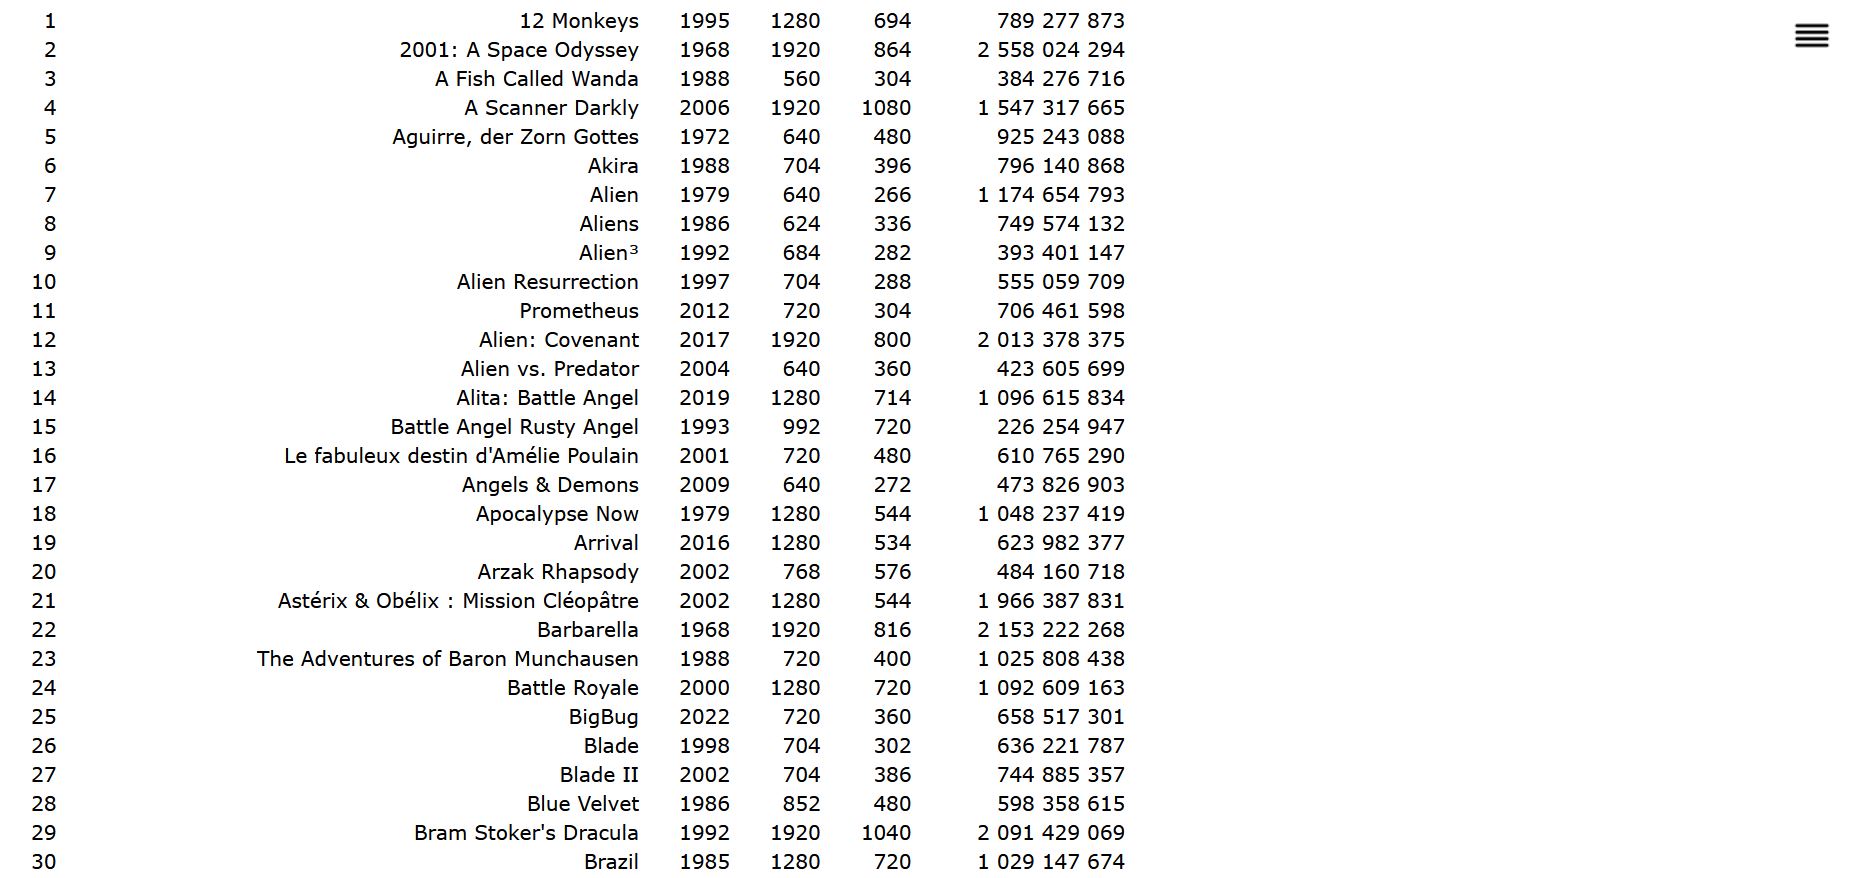 1 12 Monkeys 1995 1280 694 789 277 873
2 2001: A Space Odyssey 1968 1920 864 2 558 024 294
3 A Fish Called Wanda 1988 560 304 384 276 716
4 A Scanner Darkly 2006 1920 1080 1 547 317 665
5 Aguirre, der Zorn Gottes 1972 640 480 925 243 088
6 Akira 1988 704 396 796 140 868
7 Alien 1979 640 266 1 174 654 793
8 Aliens 1986 624 336 749 574 132
9 Alien³ 1992 684 282 393 401 147
10 Alien Resurrection 1997 704 288 555 059 709
11 Prometheus 2012 720 304 706 461 598
12 Alien: Covenant 2017 1920 800 2 013 378 375
13 Alien vs. Predator 2004 640 360 423 605 699
14 Alita: Battle Angel 2019 1280 714 1 096 615 834
15 Battle Angel Rusty Angel 1993 992 720 226 254 947
16 Le fabuleux destin d'Amélie Poulain 2001 720 480 610 765 290
17 Angels & Demons 2009 640 272 473 826 903
18 Apocalypse Now 1979 1280 544 1 048 237 419
19 Arrival 2016 1280 534 623 982 377
20 Arzak Rhapsody 2002 768 576 484 160 718
21 Astérix & Obélix : Mission Cléopâtre 2002 1280 544 1 966 387 831
22 Barbarella 1968 1920 816 2 153 222 268
23 The Adventures of Baron Munchausen 1988 720 400 1 025 808 438
24 Battle Royale 2000 1280 720 1 092 609 163
25 BigBug 2022 720 360 658 517 301
26 Blade 1998 704 302 636 221 787
27 Blade II 2002 704 386 744 885 357
28 Blue Velvet 1986 852 480 598 358 615
29 Bram Stoker's Dracula 1992 1920 1040 2 091 429 069
30 Brazil 1985 1280 720 1 029 147 674